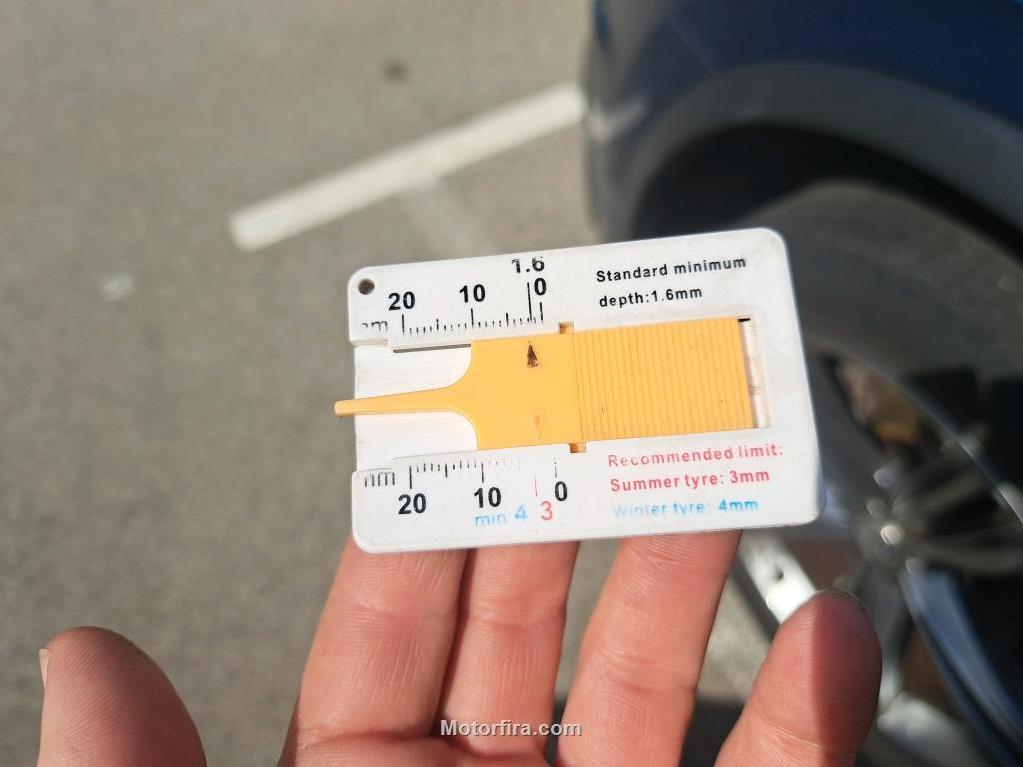 1.6
20 10 0
mm
Standard minimum
depth:1.6mm
mm
20 10 0
min 4 3
Recommended limit:
Summer tyre: 3mm
Winter tyre: 4mm
Motorfira.com